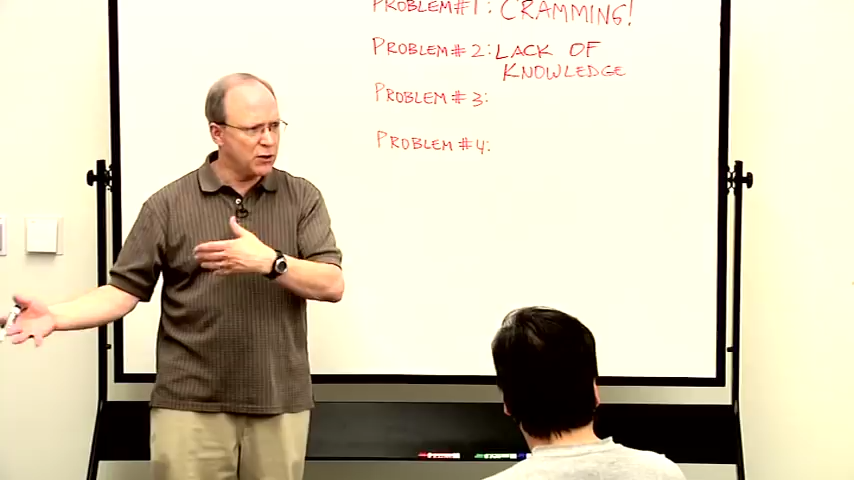 PROBLEM #1: CRAMMING!
PROBLEM # 2: LACK OF
KNOWLEDGE
PROBLEM # 3:
PROBLEM # 4: